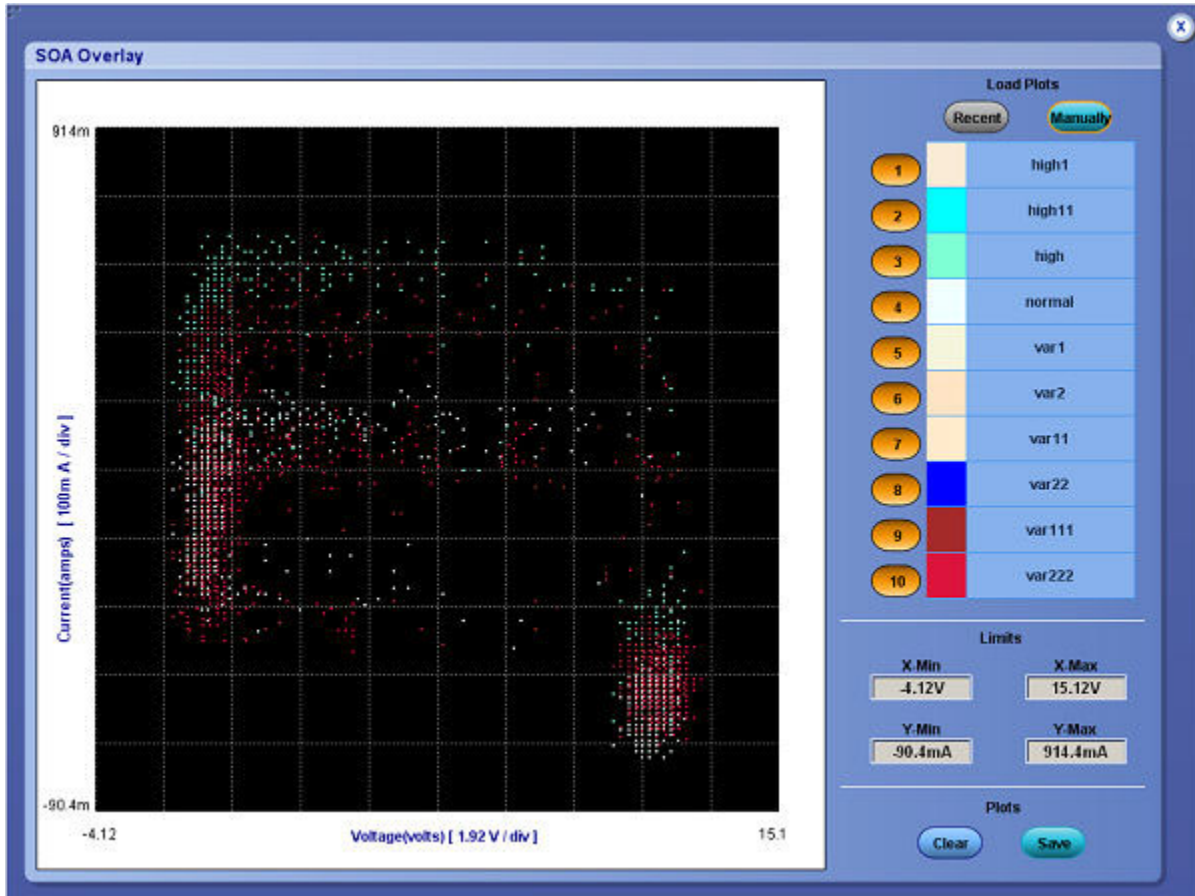 X
SOA Overlay
914m
Current(amps) [ 100m A / div ]
-90.4m
-4.12
Voltage(volts) [ 1.92 V / div ]
15.1
Load Plots
Recent
Manually
1 high1
2 high11
3 high
4 normal
5 var1
6 var2
7 var11
8 var22
9 var111
10 var222
Limits
X-Min X-Max
-4.12V 15.12V
Y-Min Y-Max
-90.4mA 914.4mA
Plots
Clear Save